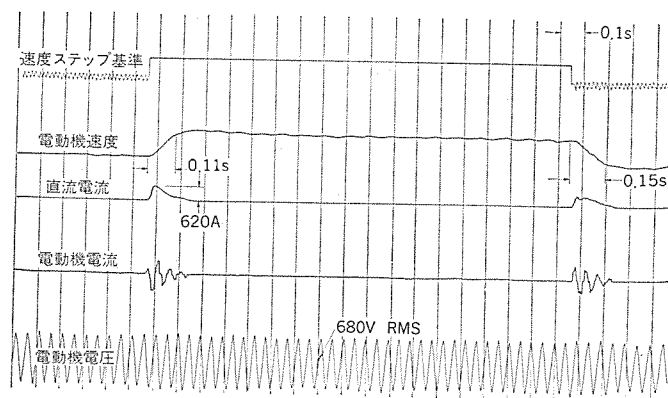 0.1s
速度ステップ基準
電動機速度
0.11s
直流電流
0.15s
620A
電動機電流
680V RMS
電動機電圧